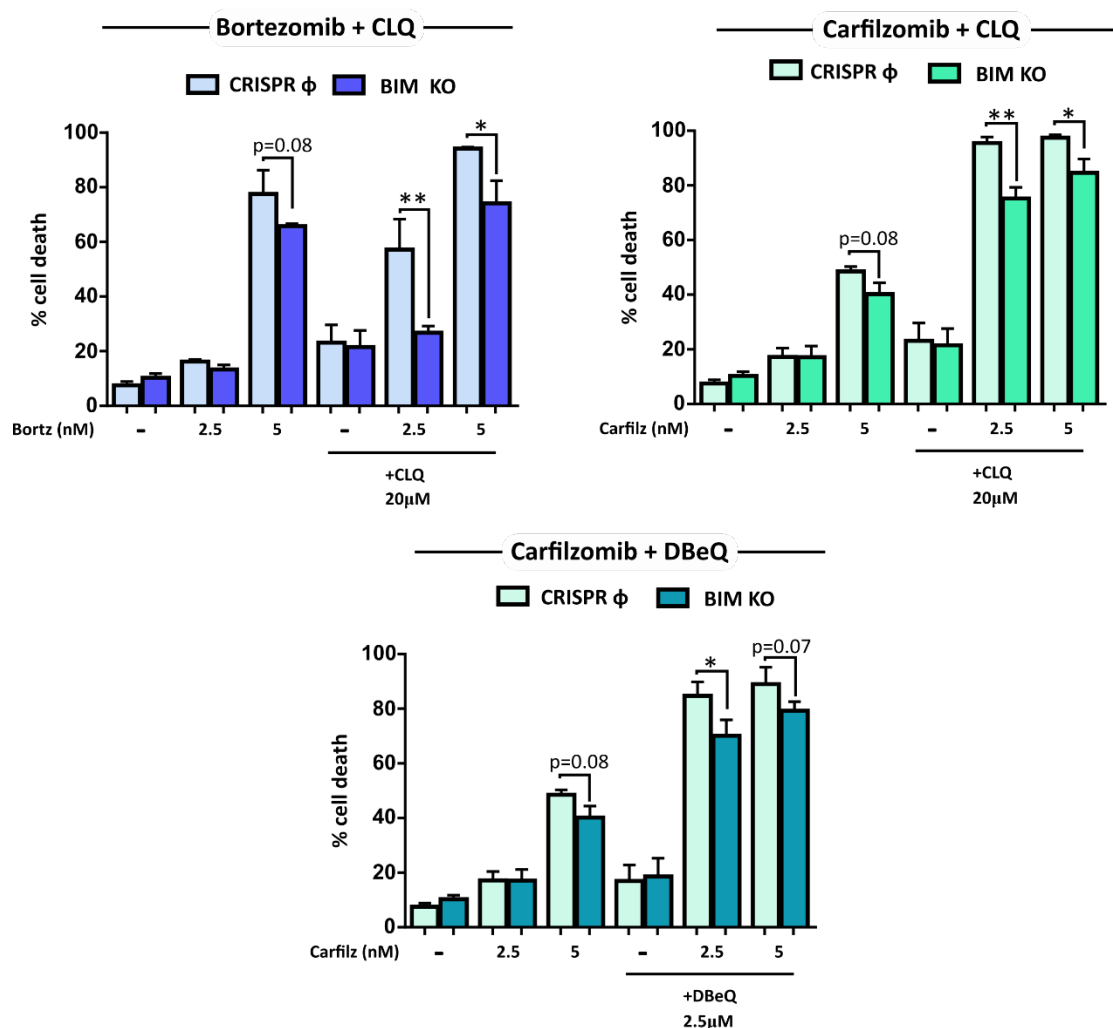 Bortezomib + CLQ
CRISPR ϕ BIM KO
% cell death
100
80
60
40
20
0
p=0.08
**
*
Bortz (nM) - 2.5 5 - 2.5 5
+CLQ
20µM
Carfilzomib + CLQ
CRISPR ϕ BIM KO
% cell death
100
80
60
40
20
0
p=0.08
**
*
Carfilz (nM) - 2.5 5 - 2.5 5
+CLQ
20µM
Carfilzomib + DBeQ
CRISPR ϕ BIM KO
% cell death
100
80
60
40
20
0
p=0.08
*
p=0.07
Carfilz (nM) - 2.5 5 - 2.5 5
+DBeQ
2.5µM